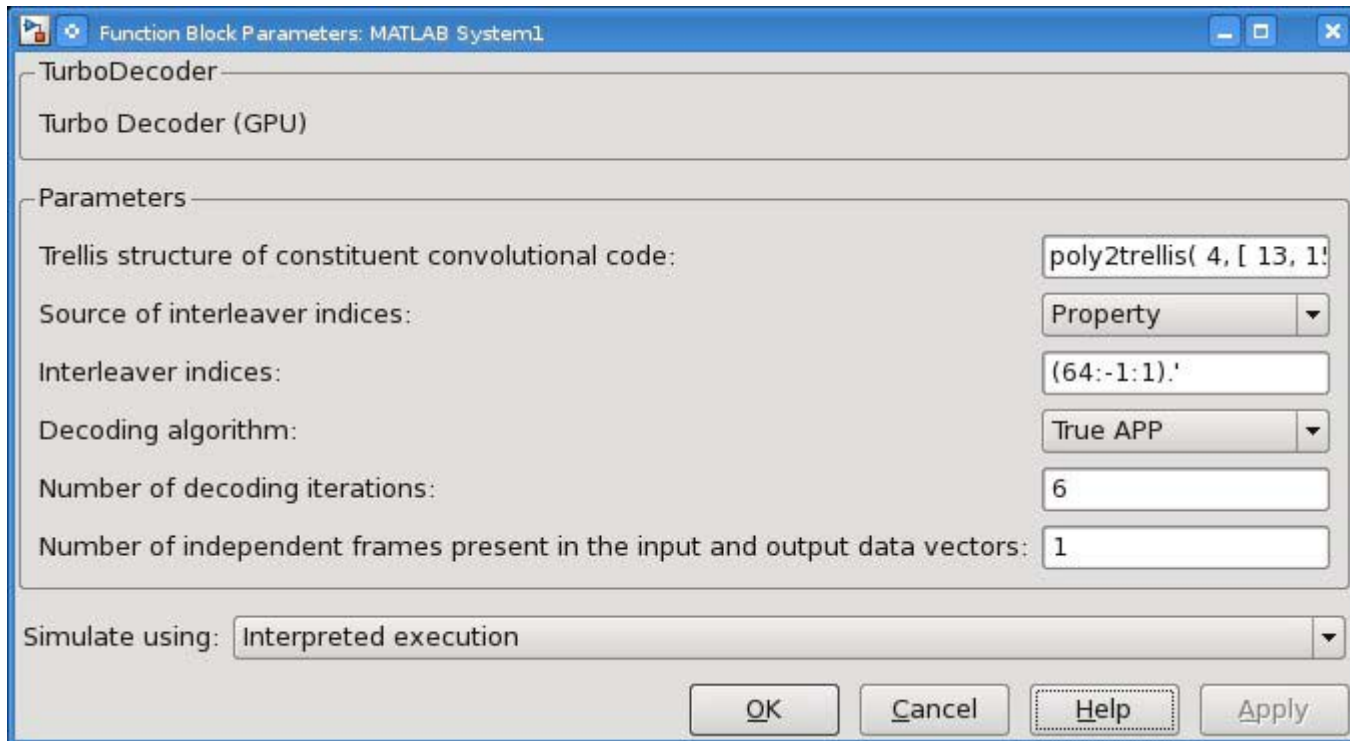 Function Block Parameters: MATLAB System1
TurboDecoder
Turbo Decoder (GPU)
Parameters
Trellis structure of constituent convolutional code: poly2trellis( 4, [ 13, 1
Source of interleaver indices: Property
Interleaver indices: (64:-1:1).'
Decoding algorithm: True APP
Number of decoding iterations: 6
Number of independent frames present in the input and output data vectors: 1
Simulate using: Interpreted execution
OK Cancel Help Apply